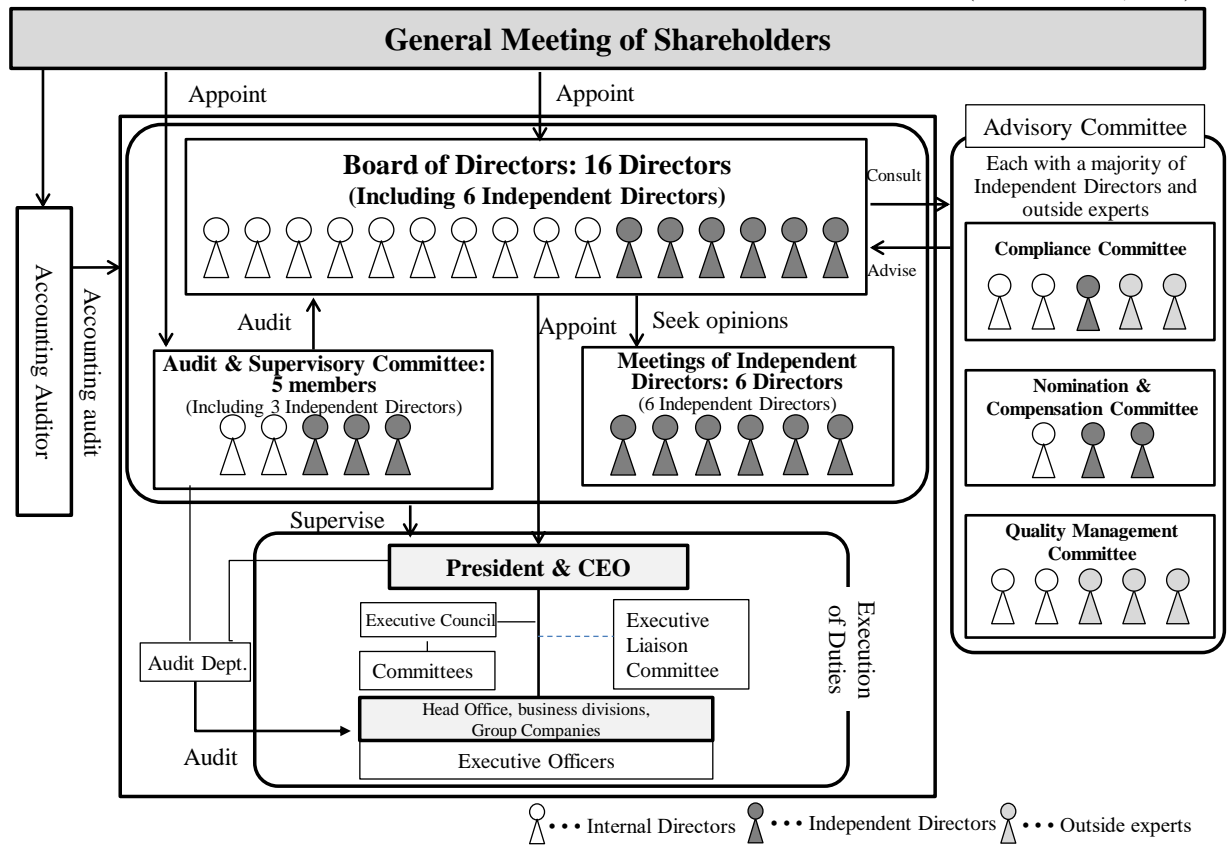 General Meeting of Shareholders
Appoint
Appoint
Advisory Committee
Each with a majority of
Independent Directors and
outside experts
Board of Directors: 16 Directors
(Including 6 Independent Directors)
Consult
Advise
Compliance Committee
Accounting Auditor
Accounting audit
Audit
Appoint
Seek opinions
Audit & Supervisory Committee:
5 members
(Including 3 Independent Directors)
Meetings of Independent
Directors: 6 Directors
(6 Independent Directors)
Nomination &
Compensation Committee
Quality Management
Committee
Supervise
President & CEO
Executive Council
Committees
Executive
Liaison
Committee
Execution
of Duties
Audit Dept.
Head Office, business divisions,
Group Companies
Executive Officers
Audit
••• Internal Directors
••• Independent Directors
••• Outside experts